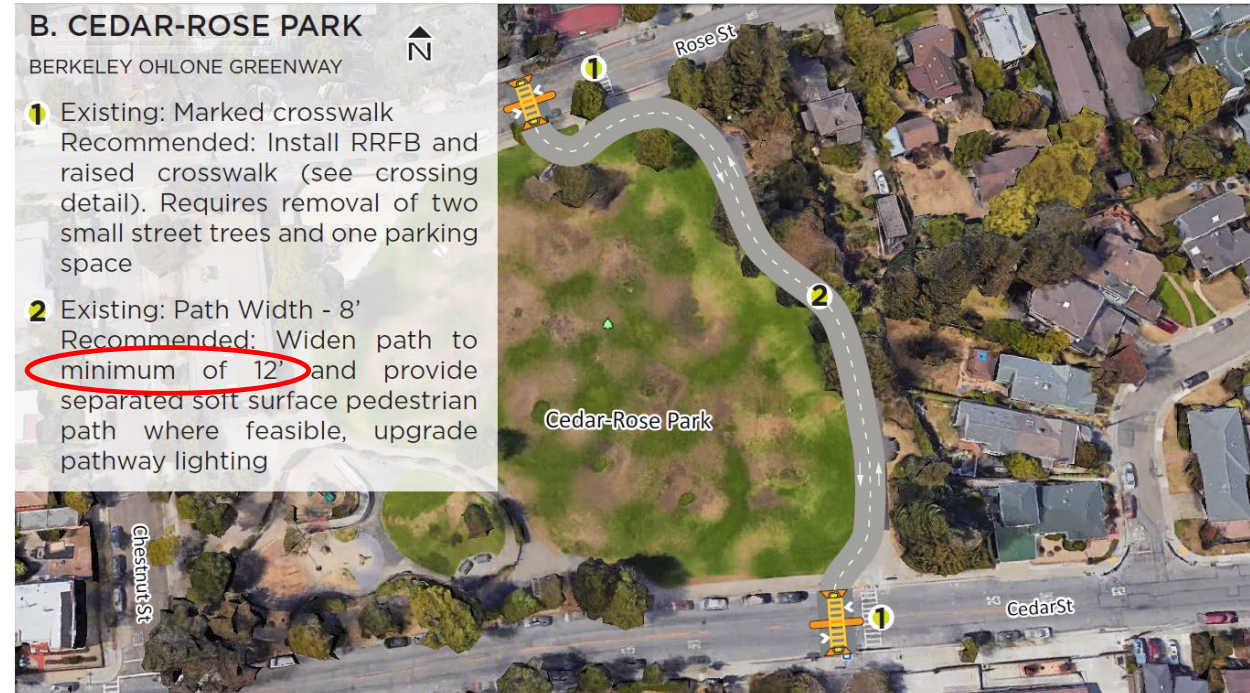 B. CEDAR-ROSE PARK
N
BERKELEY OHLONE GREENWAY
1 Existing: Marked crosswalk
Recommended: Install RRFB and
raised crosswalk (see crossing
detail). Requires removal of two
small street trees and one parking
space
2 Existing: Path Width - 8’
Recommended: Widen path to
minimum of 12’ and provide
separated soft surface pedestrian
path where feasible, upgrade
pathway lighting
Rose St
1
2
Cedar-Rose Park
Chestnut St
1
CedarSt
25